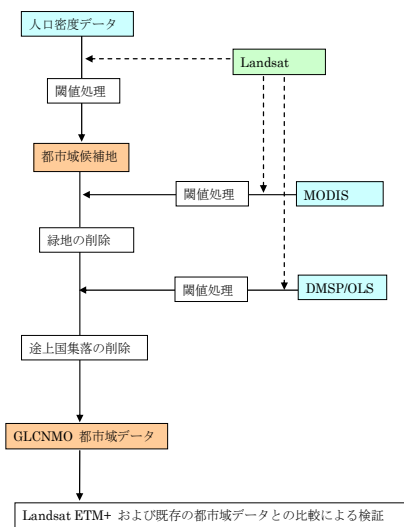 人口密度データ
Landsat
閾値処理
都市域候補地
閾値処理
MODIS
緑地の削除
閾値処理
DMSP/OLS
途上国集落の削除
GLCNMO 都市域データ
Landsat ETM+ および既存の都市域データとの比較による検証